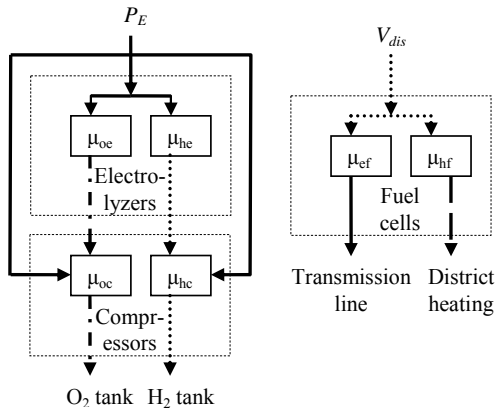 P_E
V_dis
μ_oe μ_he
μ_ef μ_hf
Electro-
lyzers
Fuel
cells
μ_oc μ_hc
Transmission
line
District
heating
Compr-
essors
O₂ tank H₂ tank